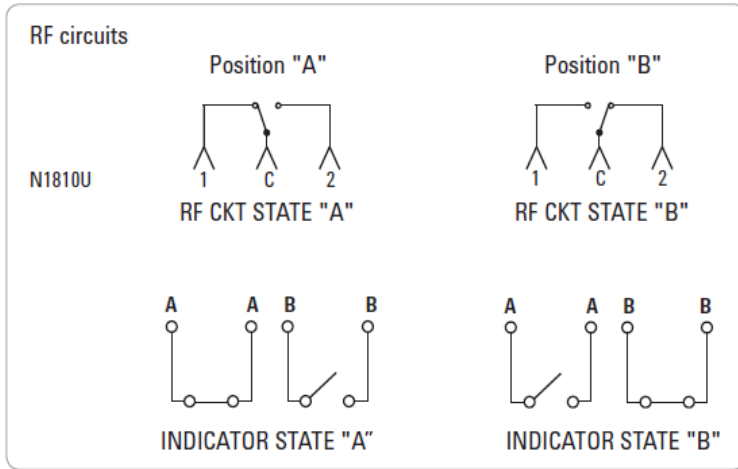 RF circuits
Position "A" Position "B"
N1810U
1 C 2 1 C 2
RF CKT STATE "A" RF CKT STATE "B"
A A B B A A B B
INDICATOR STATE "A” INDICATOR STATE "B"